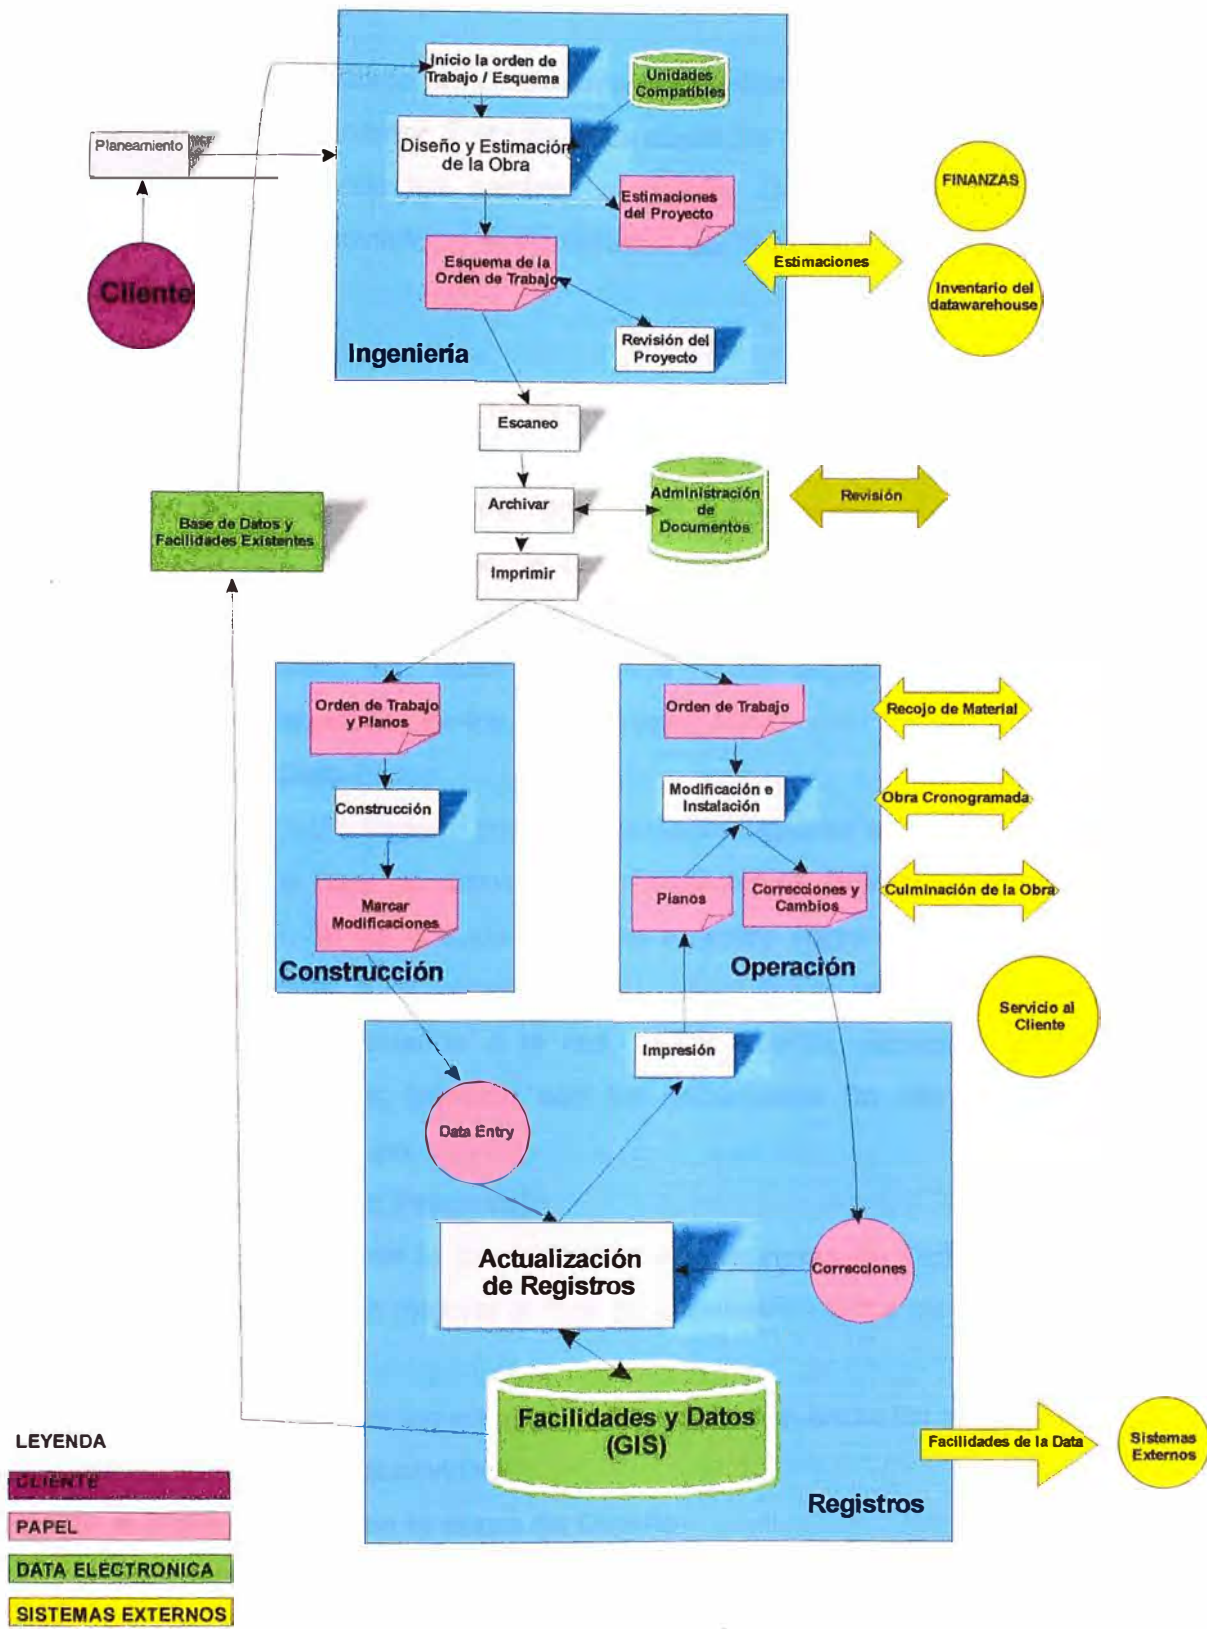 Inicio la orden de
Trabajo / Esquema
Unidades
Compatibles
Planeamiento
Diseño y Estimación
de la Obra
Estimaciones
del Proyecto
FINANZAS
Cliente
Esquema de la
Orden de Trabajo
Estimaciones
Inventario del
datawarehouse
Revisión del
Proyecto
Ingeniería
Escaneo
Archivar
Administración
de
Documentos
Revisión
Base de Datos y
Facilidades Existentes
Imprimir
Orden de Trabajo
y Planos
Orden de Trabajo
Recojo de Material
Construcción
Modificación e
Instalación
Obra Cronogramada
Marcar
Modificaciones
Planos
Correcciones y
Cambios
Culminación de la Obra
Construcción
Operación
Servicio al
Cliente
Impresión
Data Entry
Actualización
de Registros
Correcciones
Facilidades y Datos
(GIS)
Facilidades de la Data
Sistemas
Externos
Registros
LEYENDA
CLIENTE
PAPEL
DATA ELECTRONICA
SISTEMAS EXTERNOS